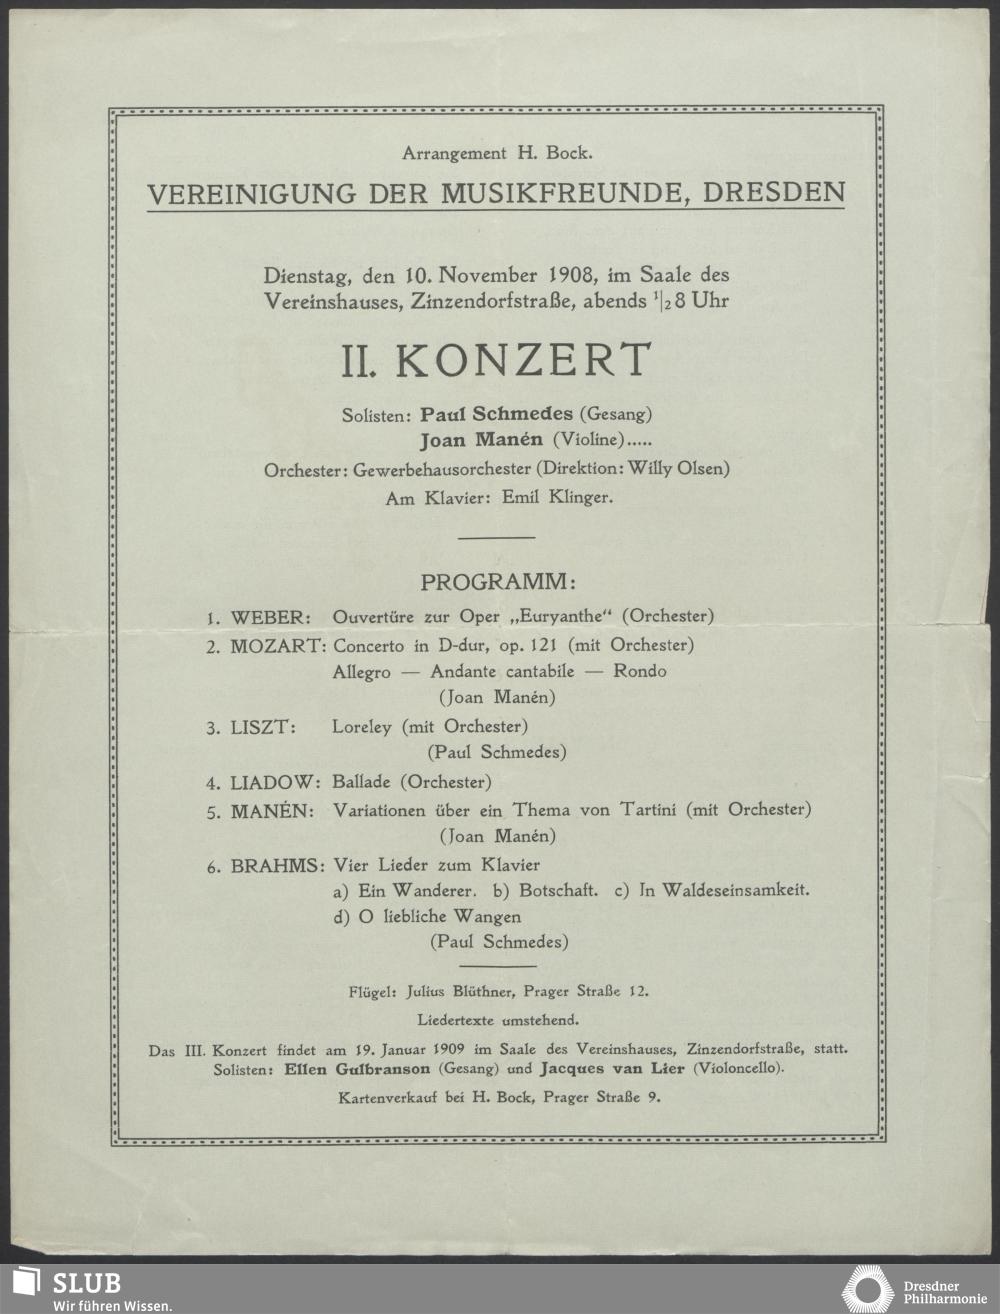 Arrangement H. Bock.
VEREINIGUNG DER MUSIKFREUNDE, DRESDEN
Dienstag, den 10. November 1908, im Saale des
Vereinshauses, Zinzendorfstraße, abends 1/2 8 Uhr
II. KONZERT
Solisten: Paul Schmedes (Gesang)
Joan Manén (Violine).....
Orchester: Gewerbehausorchester (Direktion: Willy Olsen)
Am Klavier: Emil Klinger.
PROGRAMM:
1. WEBER: Ouvertüre zur Oper „Euryanthe“ (Orchester)
2. MOZART: Concerto in D-dur, op. 121 (mit Orchester)
Allegro — Andante cantabile — Rondo
(Joan Manén)
3. LISZT: Loreley (mit Orchester)
(Paul Schmedes)
4. LIADOW: Ballade (Orchester)
5. MANÉN: Variationen über ein Thema von Tartini (mit Orchester)
(Joan Manén)
6. BRAHMS: Vier Lieder zum Klavier
a) Ein Wanderer. b) Botschaft. c) In Waldeseinsamkeit.
d) O liebliche Wangen
(Paul Schmedes)
Flügel: Julius Blüthner, Prager Straße 12.
Liedertexte umstehend.
Das III. Konzert findet am 19. Januar 1909 im Saale des Vereinshauses, Zinzendorfstraße, statt.
Solisten: Ellen Gulbranson (Gesang) und Jacques van Lier (Violoncello).
Kartenverkauf bei H. Bock, Prager Straße 9.
SLUB
Wir führen Wissen.
Dresdner
Philharmonie